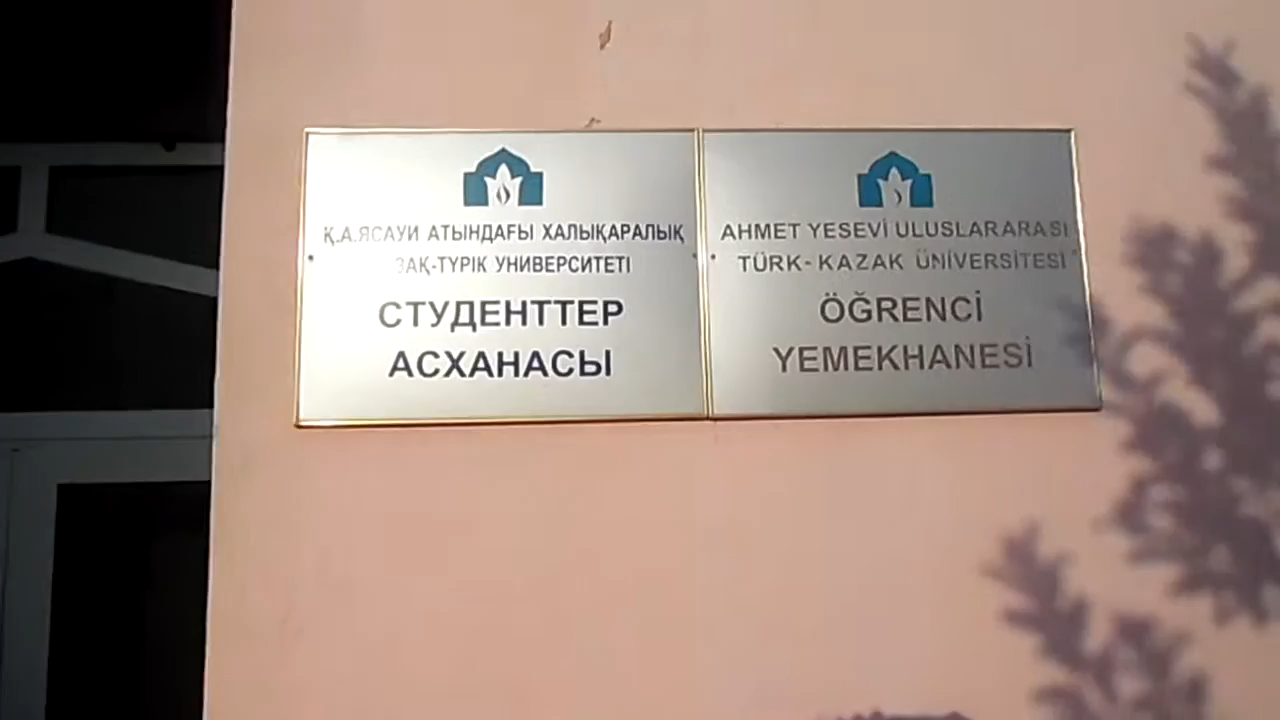 Қ.А.ЯСАУИ АТЫНДАҒЫ ХАЛЫҚАРАЛЫҚ
ЗАҚ-ТҮРІК УНИВЕРСИТЕТІ
СТУДЕНТТЕР
АСХАНАСЫ
AHMET YESEVİ ULUSLARARASI
TÜRK-KAZAK ÜNİVERSİTESİ
ÖĞRENCİ
YEMEKHANESİ